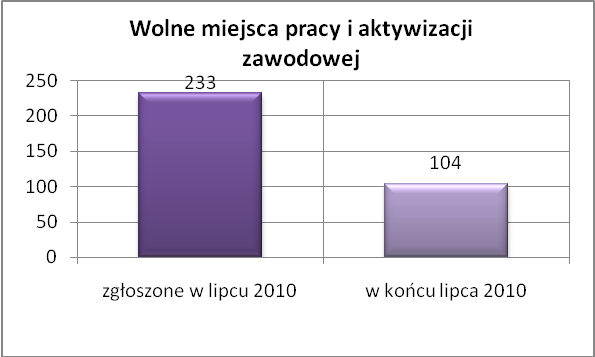 Wolne miejsca pracy i aktywizacji
zawodowej
250
200
150
100
50
0
233
104
zgłoszone w lipcu 2010
w końcu lipca 2010